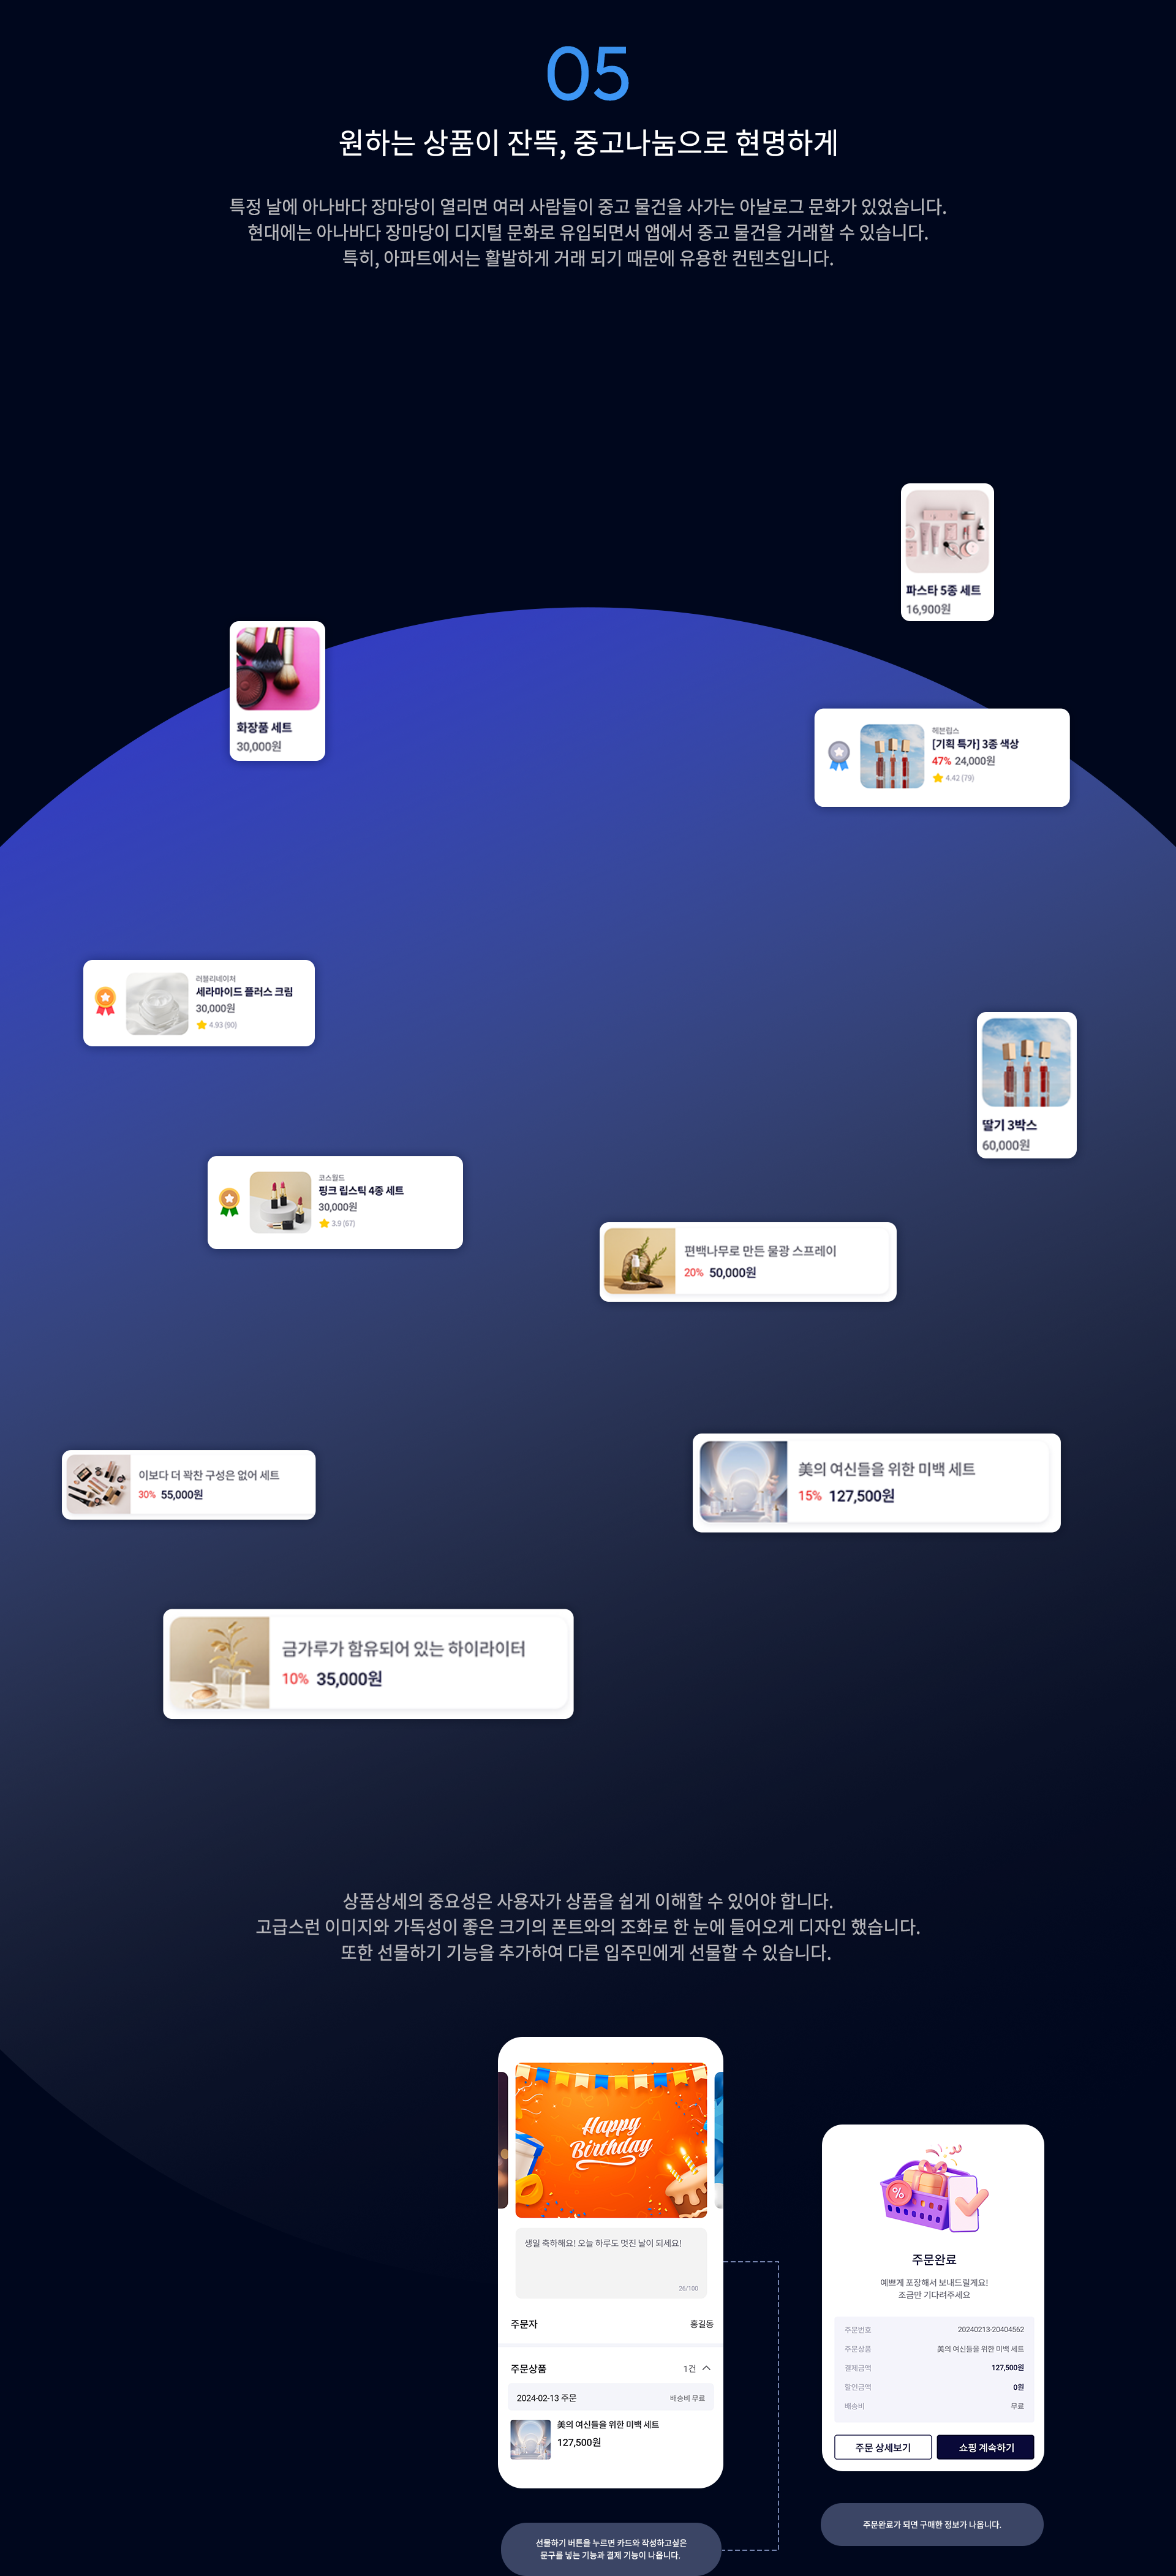 05
원하는 상품이 잔뜩, 중고나눔으로 현명하게
특정 날에 아나바다 장마당이 열리면 여러 사람들이 중고 물건을 사가는 아날로그 문화가 있었습니다.
현대에는 아나바다 장마당이 디지털 문화로 유입되면서 앱에서 중고 물건을 거래할 수 있습니다.
특히, 아파트에서는 활발하게 거래 되기 때문에 유용한 컨텐츠입니다.
파스타 5종 세트
16,900원
화장품 세트
30,000원
헤븐립스
[기획 특가] 3종 색상
47% 24,000원
4.42 (79)
러블리네이처
세라마이드 플러스 크림
30,000원
4.93 (90)
딸기 3박스
60,000원
코스월드
핑크 립스틱 4종 세트
30,000원
3.9 (67)
편백나무로 만든 물광 스프레이
20% 50,000원
이보다 더 꽉찬 구성은 없어 세트
30% 55,000원
美의 여신들을 위한 미백 세트
15% 127,500원
금가루가 함유되어 있는 하이라이터
10% 35,000원
상품상세의 중요성은 사용자가 상품을 쉽게 이해할 수 있어야 합니다.
고급스런 이미지와 가독성이 좋은 크기의 폰트와의 조화로 한 눈에 들어오게 디자인 했습니다.
또한 선물하기 기능을 추가하여 다른 입주민에게 선물할 수 있습니다.
Happy
Birthday
생일 축하해요! 오늘 하루도 멋진 날이 되세요!
26/100
주문자 홍길동
주문상품 1건
2024-02-13 주문 배송비 무료
美의 여신들을 위한 미백 세트
127,500원
선물하기 버튼을 누르면 카드와 작성하고싶은
문구를 넣는 기능과 결제 기능이 나옵니다.
%
주문완료
예쁘게 포장해서 보내드릴게요!
조금만 기다려주세요
주문번호 20240213-20404562
주문상품 美의 여신들을 위한 미백 세트
결제금액 127,500원
할인금액 0원
배송비 무료
주문 상세보기 쇼핑 계속하기
주문완료가 되면 구매한 정보가 나옵니다.